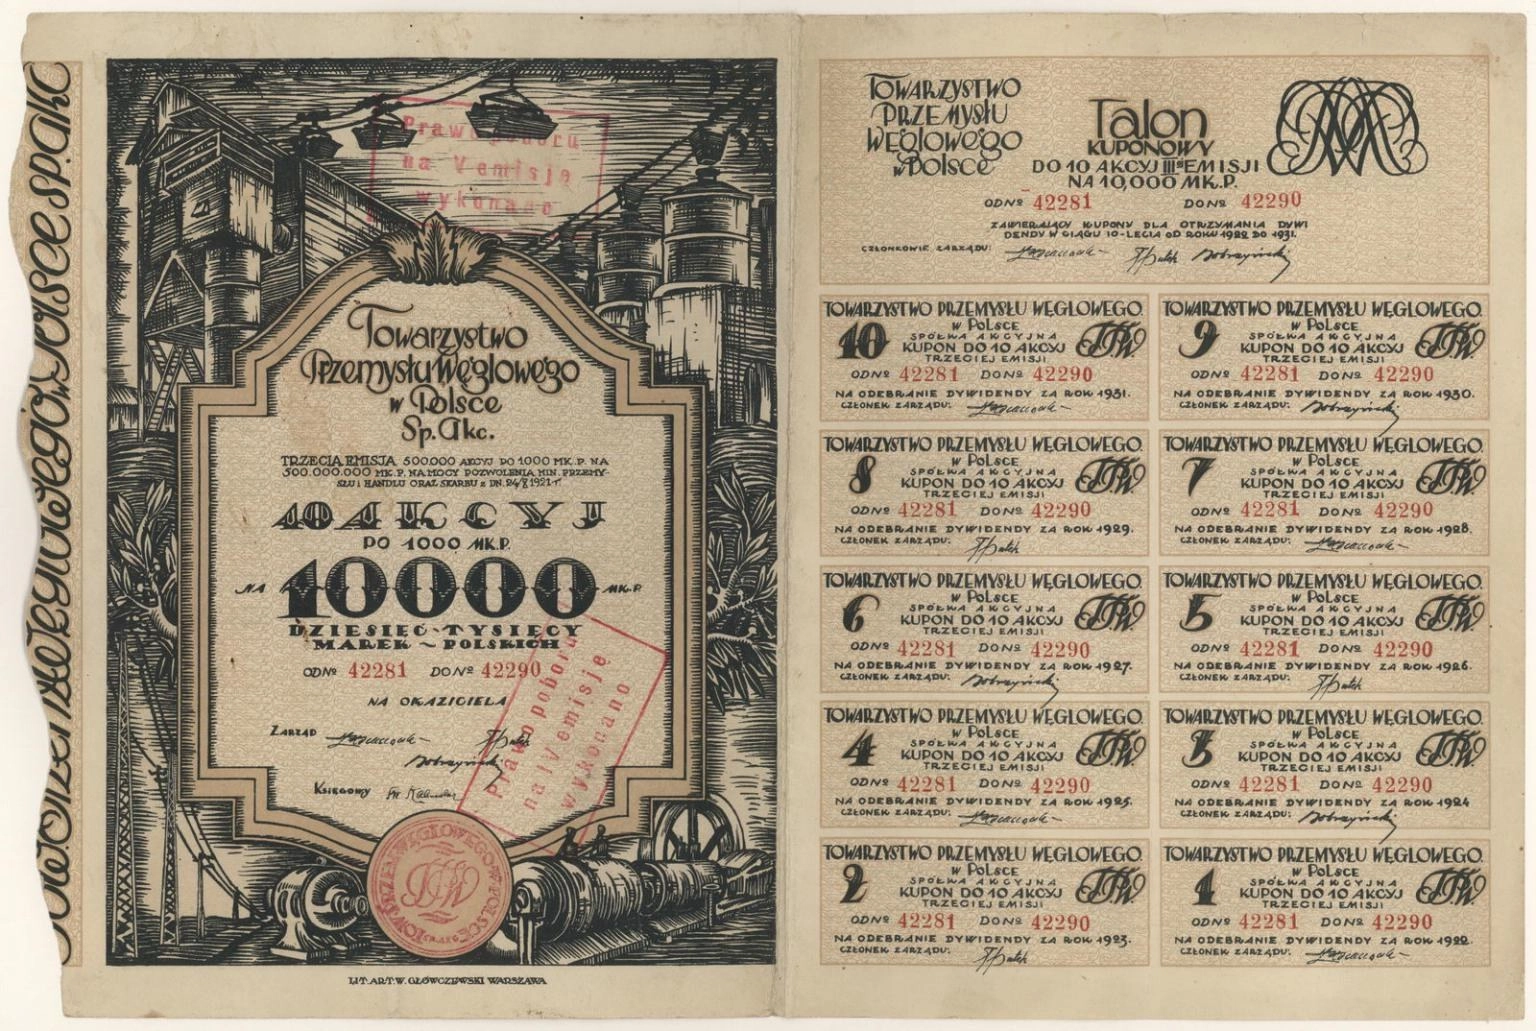 Towarzystwo
Przemysłu Węglowego
w Polsce
Sp. Akc.
TRZECIA EMISJA 500.000 AKCYJ PO 1000 MK. P. NA
500.000.000 MK. P. NA MOCY POZWOLENIA MIN. PRZEMY-
SŁU i HANDLU ORAZ SKARBU z DN. 24/8 1921 r.
10 AKCYJ
PO 1000 MK.P.
NA 10000 MK.P.
DZIESIĘĆ-TYSIĘCY
MAREK ~ POLSKICH
OD Nº 42281 DO Nº 42290
NA OKAZICIELA
ZARZĄD
KSIĘGOWY
Prawo poboru
na V emisję
wykonano
Prawo poboru
na IV emisję
wykonano
TOW. PRZEM. WĘGLOWEGO W POLSCE
LIT. ART. W. GŁÓWCZEWSKI WARSZAWA
Węglowego w Polsce Sp. Akc
TOWARZYSTWO
PRZEMYSŁU
WĘGLOWEGO
w POLSCE
Talon
KUPONOWY
DO 10 AKCYJ IIIej EMISJI
NA 10,000 MK.P.
OD Nº 42281 DO Nº 42290
ZAWIERAJĄCY KUPONY DLA OTRZYMANIA DYWI
DENDY W CIĄGU 10-LECIA OD ROKU 1922 DO 1931.
CZŁONKOWIE ZARZĄDU:
TOWARZYSTWO PRZEMYSŁU WĘGLOWEGO.
w POLSCE
10 SPÓŁKA AKCYJNA
KUPON DO 10 AKCYJ
TRZECIEJ EMISJI
OD Nº 42281 DO Nº 42290
NA ODEBRANIE DYWIDENDY ZA ROK 1931.
CZŁONEK ZARZĄDU:
TOWARZYSTWO PRZEMYSŁU WĘGLOWEGO.
w POLSCE
9 SPÓŁKA AKCYJNA
KUPON DO 10 AKCYJ
TRZECIEJ EMISJI
OD Nº 42281 DO Nº 42290
NA ODEBRANIE DYWIDENDY ZA ROK 1930.
CZŁONEK ZARZĄDU:
TOWARZYSTWO PRZEMYSŁU WĘGLOWEGO.
w POLSCE
8 SPÓŁKA AKCYJNA
KUPON DO 10 AKCYJ
TRZECIEJ EMISJI
OD Nº 42281 DO Nº 42290
NA ODEBRANIE DYWIDENDY ZA ROK 1929.
CZŁONEK ZARZĄDU:
TOWARZYSTWO PRZEMYSŁU WĘGLOWEGO.
w POLSCE
7 SPÓŁKA AKCYJNA
KUPON DO 10 AKCYJ
TRZECIEJ EMISJI
OD Nº 42281 DO Nº 42290
NA ODEBRANIE DYWIDENDY ZA ROK 1928.
CZŁONEK ZARZĄDU:
TOWARZYSTWO PRZEMYSŁU WĘGLOWEGO.
w POLSCE
6 SPÓŁKA AKCYJNA
KUPON DO 10 AKCYJ
TRZECIEJ EMISJI
OD Nº 42281 DO Nº 42290
NA ODEBRANIE DYWIDENDY ZA ROK 1927.
CZŁONEK ZARZĄDU:
TOWARZYSTWO PRZEMYSŁU WĘGLOWEGO.
w POLSCE
5 SPÓŁKA AKCYJNA
KUPON DO 10 AKCYJ
TRZECIEJ EMISJI
OD Nº 42281 DO Nº 42290
NA ODEBRANIE DYWIDENDY ZA ROK 1926.
CZŁONEK ZARZĄDU:
TOWARZYSTWO PRZEMYSŁU WĘGLOWEGO.
w POLSCE
4 SPÓŁKA AKCYJNA
KUPON DO 10 AKCYJ
TRZECIEJ EMISJI
OD Nº 42281 DO Nº 42290
NA ODEBRANIE DYWIDENDY ZA ROK 1925.
CZŁONEK ZARZĄDU:
TOWARZYSTWO PRZEMYSŁU WĘGLOWEGO.
w POLSCE
3 SPÓŁKA AKCYJNA
KUPON DO 10 AKCYJ
TRZECIEJ EMISJI
OD Nº 42281 DO Nº 42290
NA ODEBRANIE DYWIDENDY ZA ROK 1924
CZŁONEK ZARZĄDU:
TOWARZYSTWO PRZEMYSŁU WĘGLOWEGO.
w POLSCE
2 SPÓŁKA AKCYJNA
KUPON DO 10 AKCYJ
TRZECIEJ EMISJI
OD Nº 42281 DO Nº 42290
NA ODEBRANIE DYWIDENDY ZA ROK 1923.
CZŁONEK ZARZĄDU:
TOWARZYSTWO PRZEMYSŁU WĘGLOWEGO.
w POLSCE
1 SPÓŁKA AKCYJNA
KUPON DO 10 AKCYJ
TRZECIEJ EMISJI
OD Nº 42281 DO Nº 42290
NA ODEBRANIE DYWIDENDY ZA ROK 1922.
CZŁONEK ZARZĄDU: